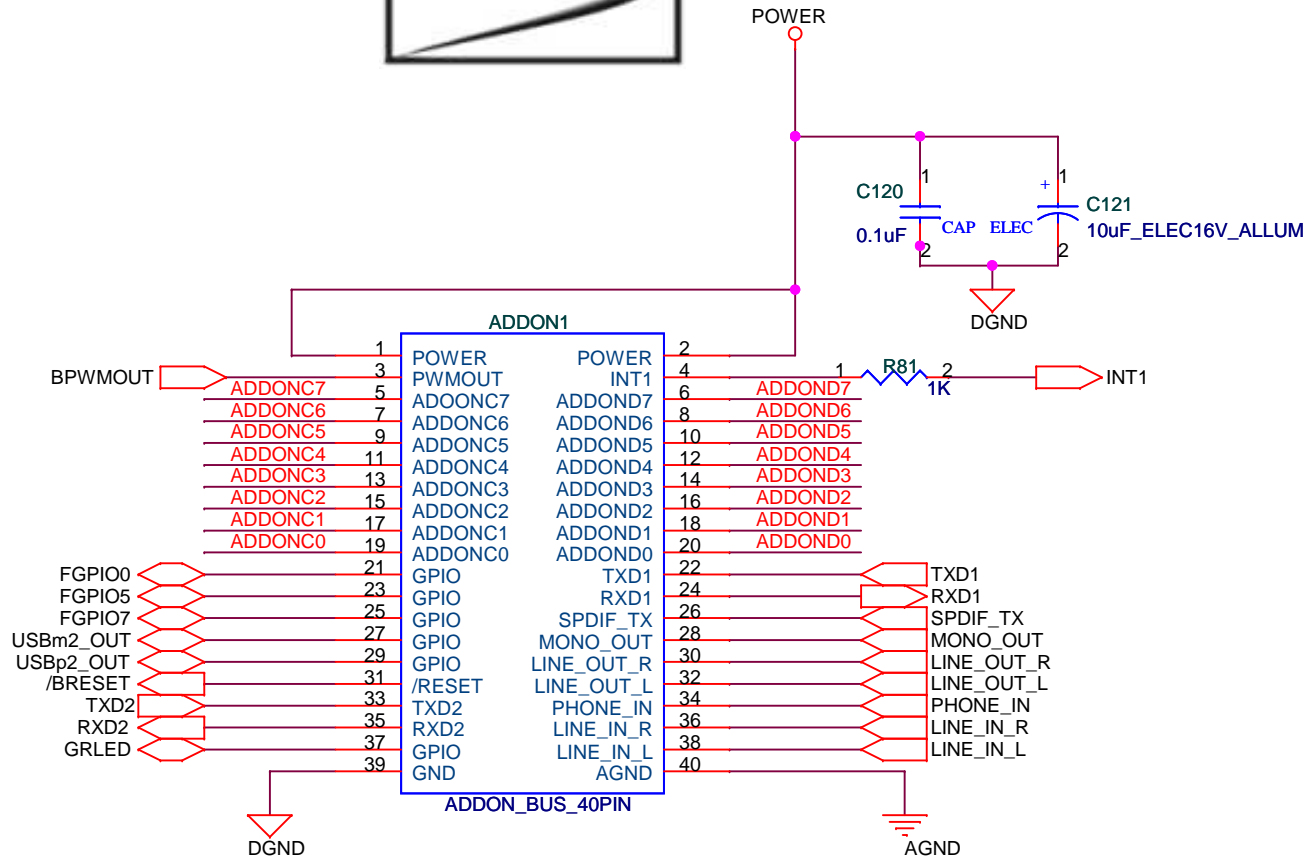 POWER
1 1
C120 + C121
0.1uF CAP ELEC 10uF_ELEC16V_ALLUM
2 2
DGND
ADDON1
1 POWER POWER 2
BPWMOUT 3 PWMOUT INT1 4 1 R81 2 1K INT1
ADDONC7 5 ADOONC7 ADDOND7 6 ADDOND7
ADDONC6 7 ADDONC6 ADDOND6 8 ADDOND6
ADDONC5 9 ADDONC5 ADDOND5 10 ADDOND5
ADDONC4 11 ADDONC4 ADDOND4 12 ADDOND4
ADDONC3 13 ADDONC3 ADDOND3 14 ADDOND3
ADDONC2 15 ADDONC2 ADDOND2 16 ADDOND2
ADDONC1 17 ADDONC1 ADDOND1 18 ADDOND1
ADDONC0 19 ADDONC0 ADDOND0 20 ADDOND0
FGPIO0 21 GPIO TXD1 22 TXD1
FGPIO5 23 GPIO RXD1 24 RXD1
FGPIO7 25 GPIO SPDIF_TX 26 SPDIF_TX
USBm2_OUT 27 GPIO MONO_OUT 28 MONO_OUT
USBp2_OUT 29 GPIO LINE_OUT_R 30 LINE_OUT_R
/BRESET 31 /RESET LINE_OUT_L 32 LINE_OUT_L
TXD2 33 TXD2 PHONE_IN 34 PHONE_IN
RXD2 35 RXD2 LINE_IN_R 36 LINE_IN_R
GRLED 37 GPIO LINE_IN_L 38 LINE_IN_L
39 GND AGND 40
ADDON_BUS_40PIN
DGND AGND